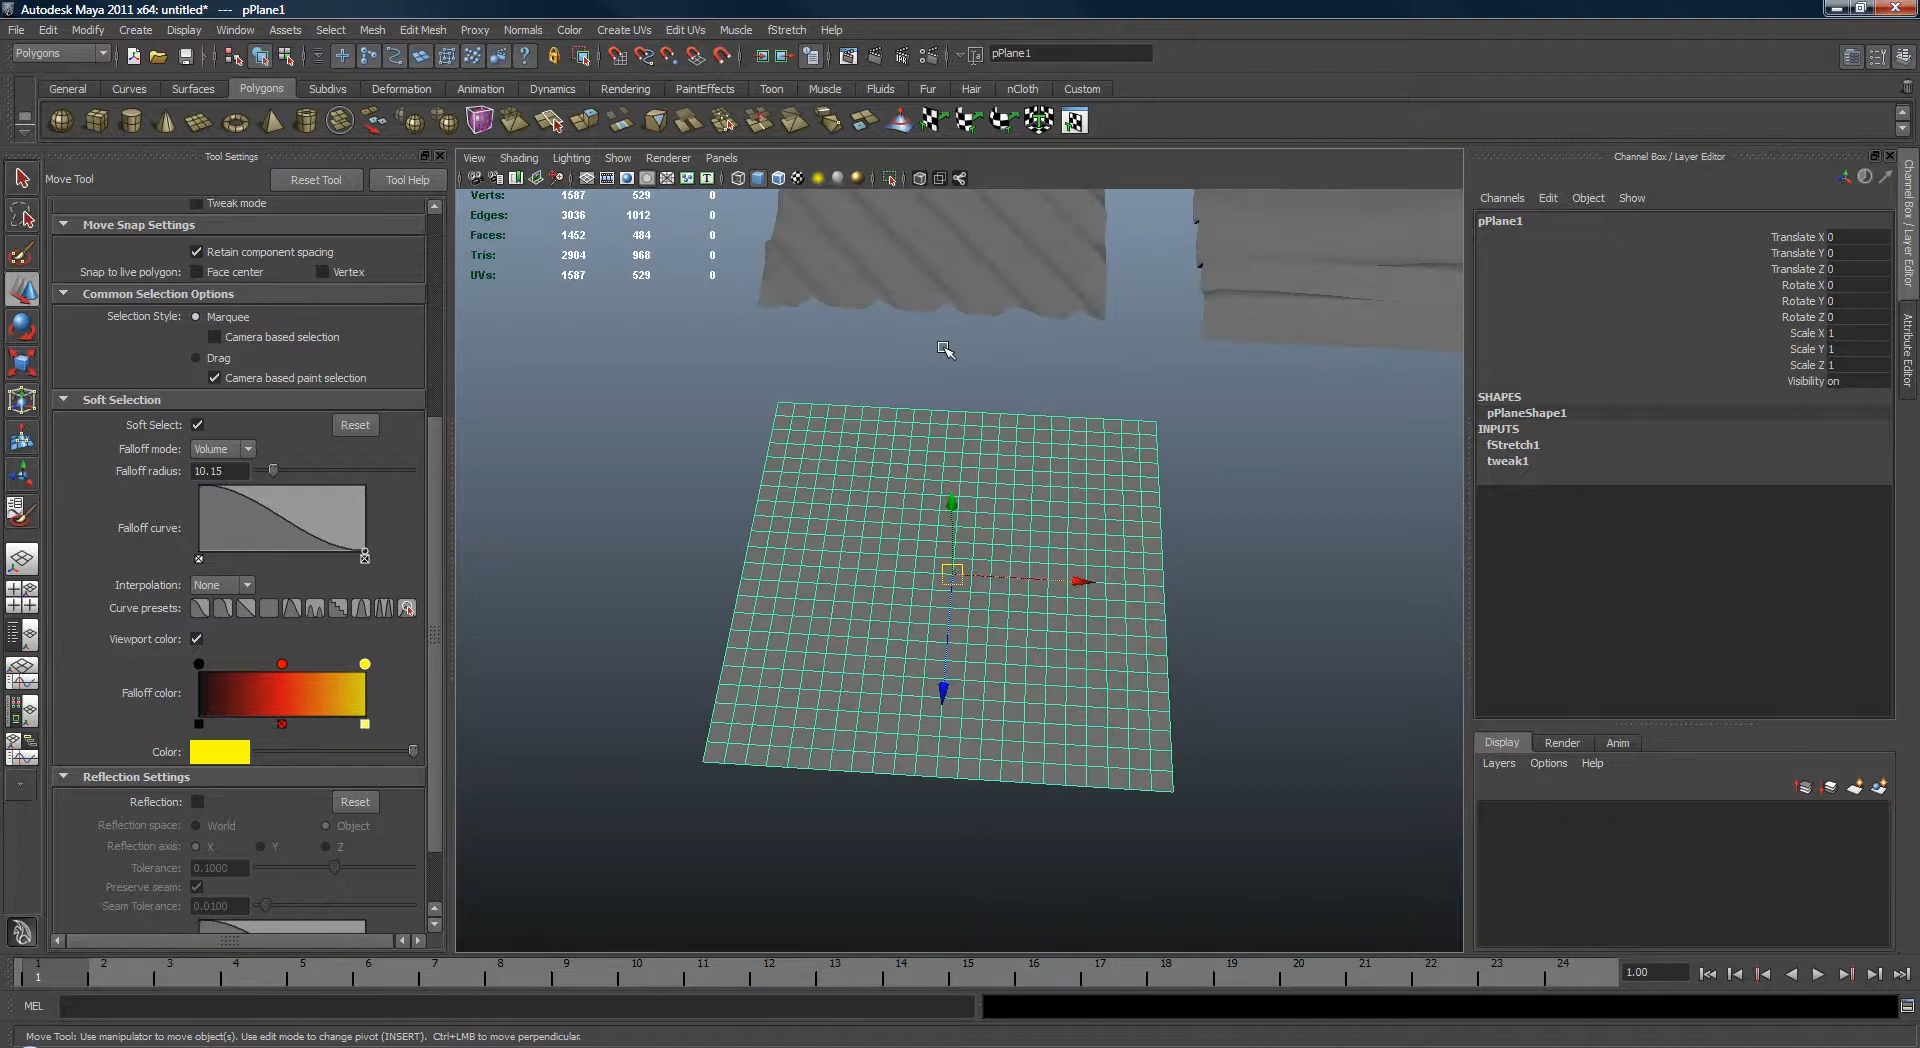 Autodesk Maya 2011 x64: untitled* --- pPlane1
File Edit Modify Create Display Window Assets Select Mesh Edit Mesh Proxy Normals Color Create UVs Edit UVs Muscle fStretch Help
Polygons
pPlane1
General Curves Surfaces Polygons Subdivs Deformation Animation Dynamics Rendering PaintEffects Toon Muscle Fluids Fur Hair nCloth Custom
Tool Settings
Move Tool Reset Tool Tool Help
Tweak mode
Move Snap Settings
Retain component spacing
Snap to live polygon: Face center Vertex
Common Selection Options
Selection Style: Marquee
Camera based selection
Drag
Camera based paint selection
Soft Selection
Soft Select: Reset
Falloff mode: Volume
Falloff radius: 10.15
Falloff curve:
Interpolation: None
Curve presets:
Viewport color:
Falloff color:
Color:
Reflection Settings
Reflection: Reset
Reflection space: World Object
Reflection axis: X Y Z
Tolerance: 0.1000
Preserve seam:
Seam Tolerance: 0.0100
View Shading Lighting Show Renderer Panels
Verts: 1587 529 0
Edges: 3036 1012 0
Faces: 1452 484 0
Tris: 2904 968 0
UVs: 1587 529 0
Channel Box / Layer Editor
Channels Edit Object Show
pPlane1
Translate X 0
Translate Y 0
Translate Z 0
Rotate X 0
Rotate Y 0
Rotate Z 0
Scale X 1
Scale Y 1
Scale Z 1
Visibility on
SHAPES
pPlaneShape1
INPUTS
fStretch1
tweak1
Display Render Anim
Layers Options Help
Channel Box / Layer Editor
Attribute Editor
1 2 3 4 5 6 7 8 9 10 11 12 13 14 15 16 17 18 19 20 21 22 23 24
1
1.00
MEL
Move Tool: Use manipulator to move object(s). Use edit mode to change pivot (INSERT). Ctrl+LMB to move perpendicular.